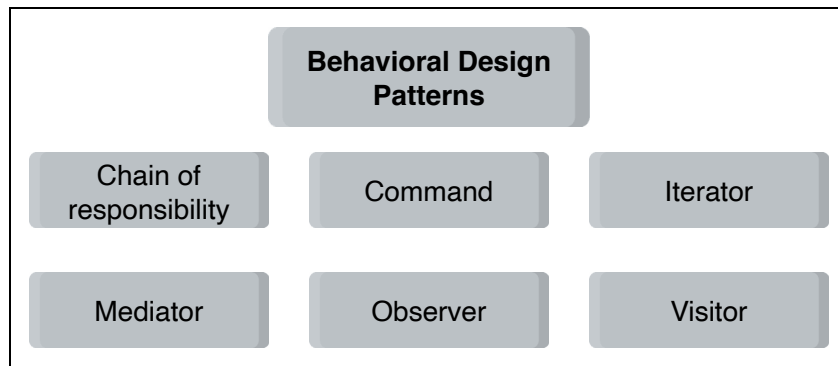 Behavioral Design
Patterns
Chain of
responsibility
Command
Iterator
Mediator
Observer
Visitor